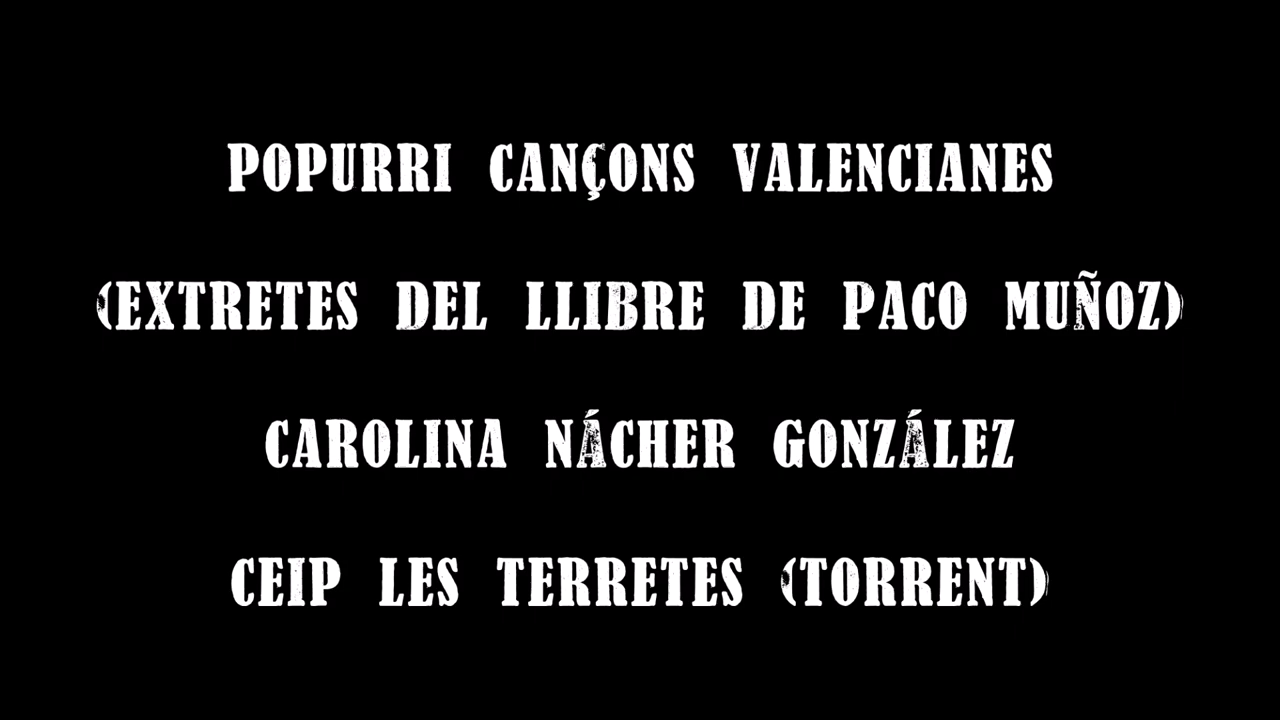 POPURRI CANÇONS VALENCIANES
(EXTRETES DEL LLIBRE DE PACO MUÑOZ)
CAROLINA NÁCHER GONZÁLEZ
CEIP LES TERRETES (TORRENT)